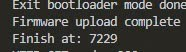 Exit bootloader mode done
Firmware upload complete
Finish at: 7229